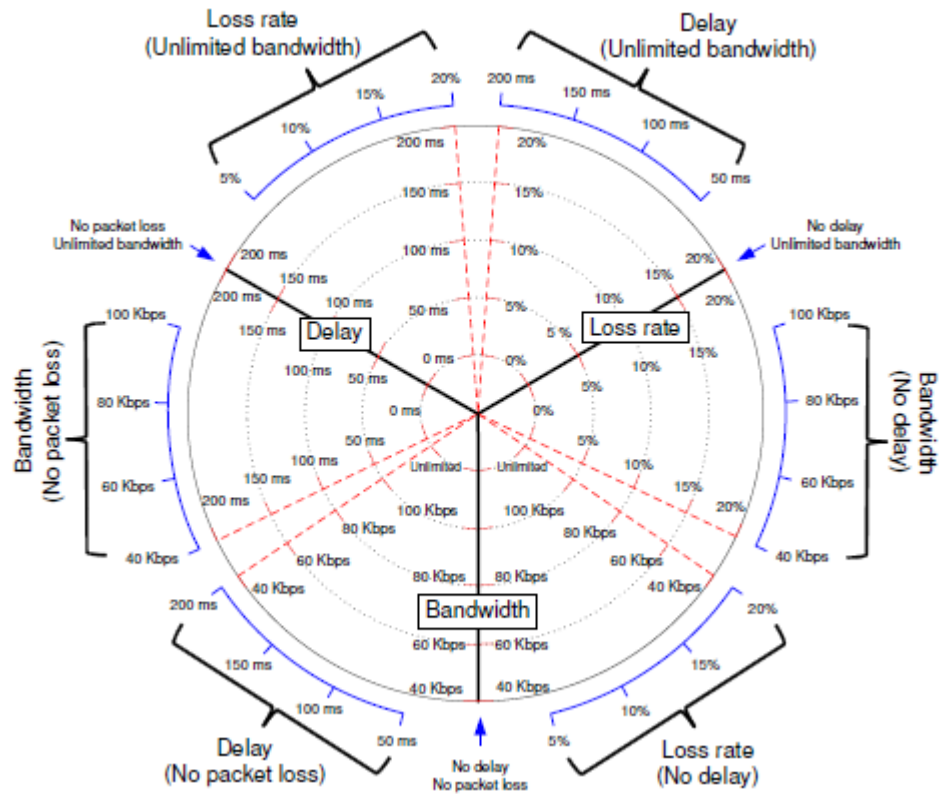 Loss rate
(Unlimited bandwidth)
Delay
(Unlimited bandwidth)
5%
10%
15%
20%
200 ms
150 ms
100 ms
50 ms
200 ms
20%
150 ms
15%
100 ms
10%
50 ms
5%
0 ms
0%
No packet loss
Unlimited bandwidth
No delay
Unlimited bandwidth
200 ms
150 ms
100 ms
50 ms
0 ms
200 ms
150 ms
100 ms
Delay
20%
15%
10%
5 %
0%
20%
15%
10%
5%
Loss rate
Bandwidth
(No packet loss)
100 Kbps
80 Kbps
60 Kbps
40 Kbps
Bandwidth
(No delay)
100 Kbps
80 Kbps
60 Kbps
40 Kbps
50 ms
100 ms
150 ms
200 ms
5%
10%
15%
20%
Unlimited
Unlimited
100 Kbps
100 Kbps
80 Kbps
80 Kbps
60 Kbps
60 Kbps
40 Kbps
40 Kbps
80 Kbps
80 Kbps
Bandwidth
60 Kbps
60 Kbps
40 Kbps
40 Kbps
200 ms
150 ms
100 ms
50 ms
Delay
(No packet loss)
20%
15%
10%
5%
Loss rate
(No delay)
No delay
No packet loss